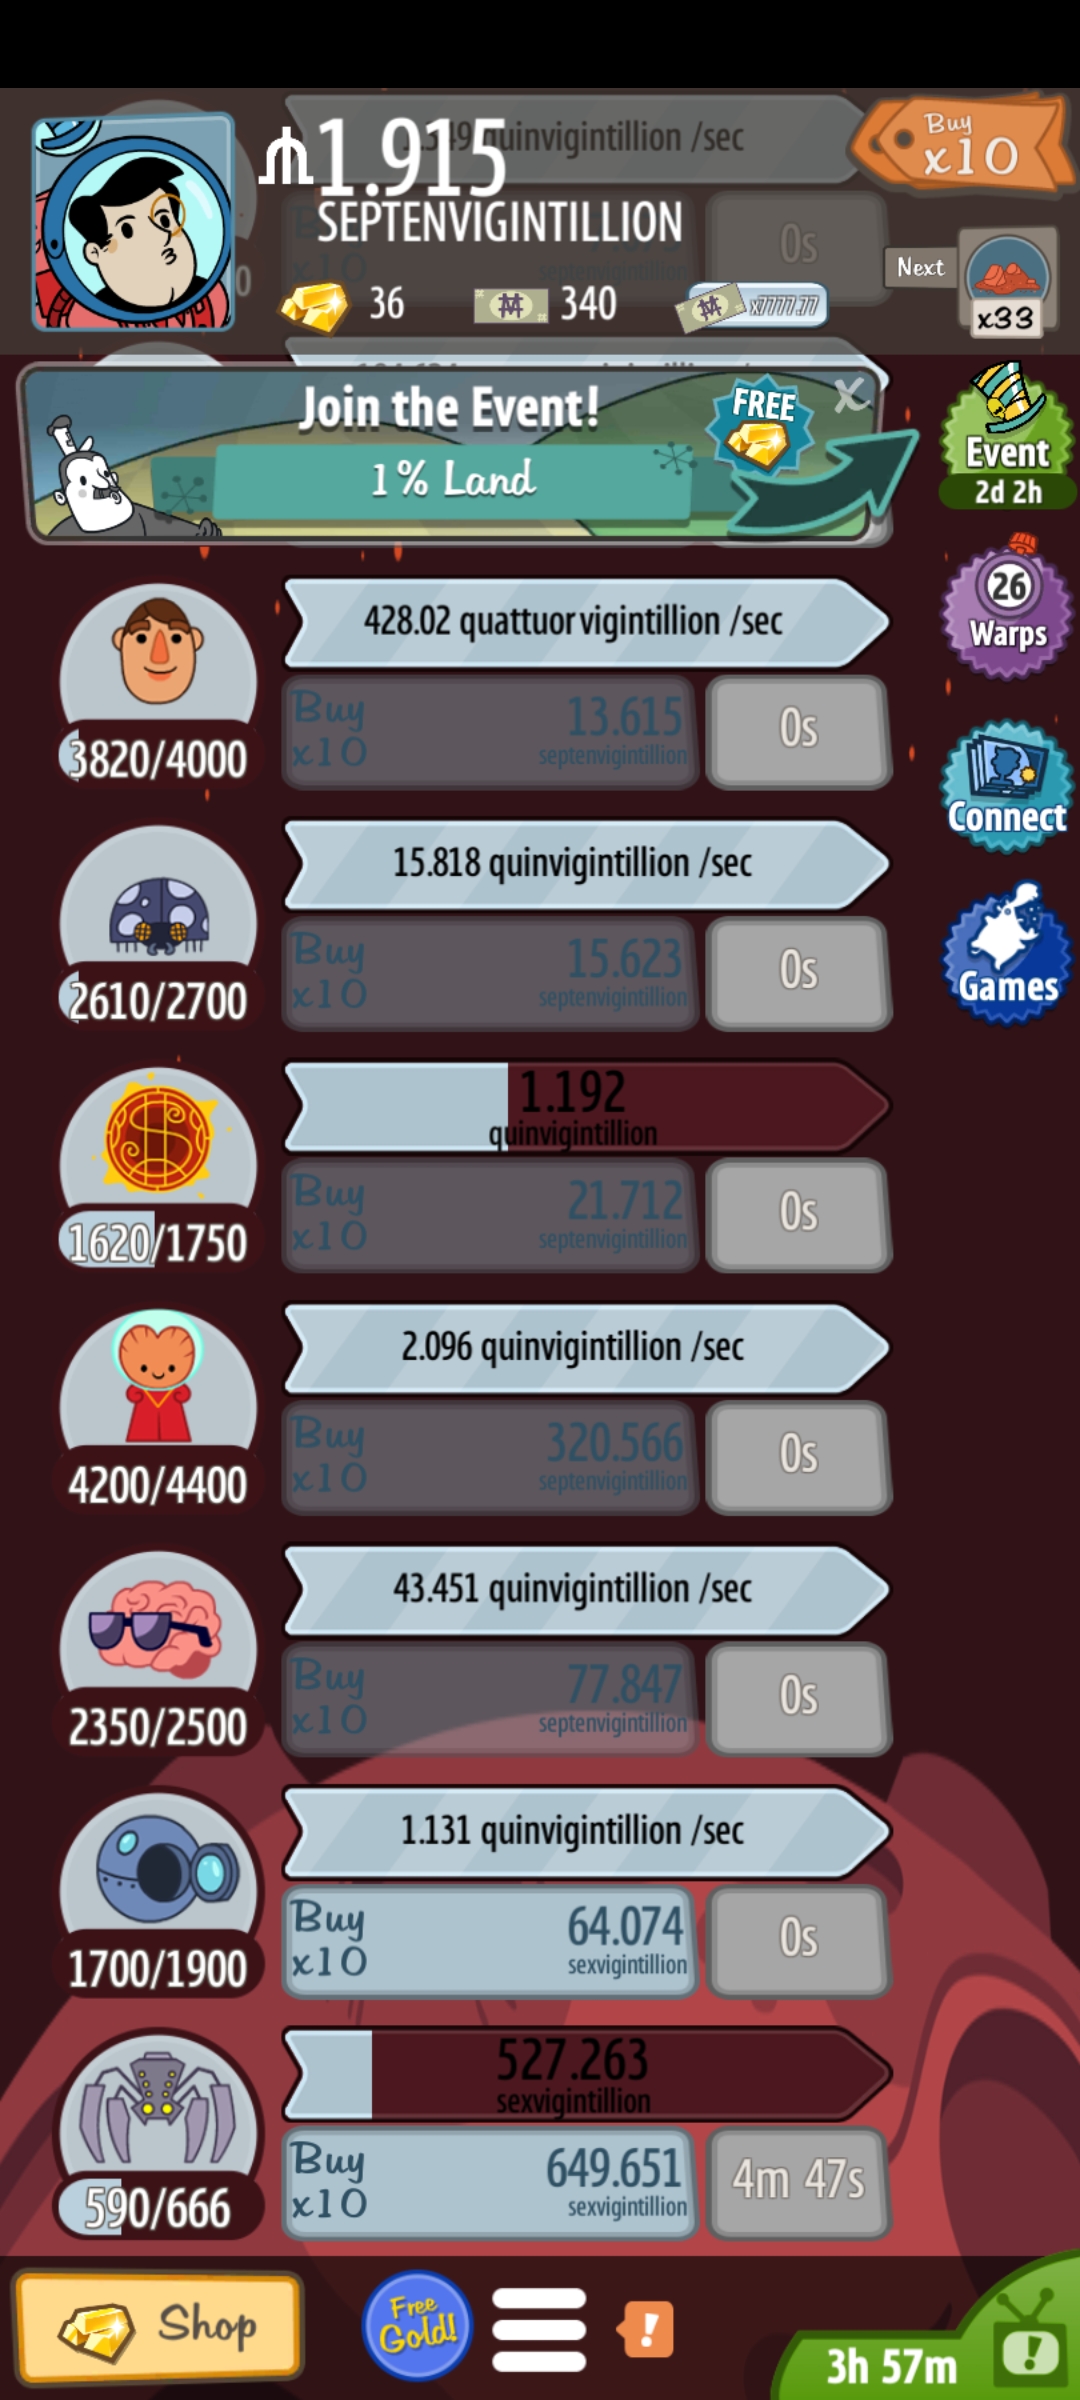 quinvigintillion /sec
₼1.915
SEPTENVIGINTILLION
Buy
x10
0s
septenvigintillion
36
340
x7777.77
Next
x33
Join the Event!
1% Land
FREE
X
Event
2d 2h
428.02 quattuorvigintillion /sec
Buy
x10
13.615
septenvigintillion
0s
3820/4000
26
Warps
15.818 quinvigintillion /sec
Buy
x10
15.623
septenvigintillion
0s
2610/2700
Connect
Games
1.192
quinvigintillion
Buy
x10
21.712
septenvigintillion
0s
1620/1750
2.096 quinvigintillion /sec
Buy
x10
320.566
septenvigintillion
0s
4200/4400
43.451 quinvigintillion /sec
Buy
x10
77.847
septenvigintillion
0s
2350/2500
1.131 quinvigintillion /sec
Buy
x10
64.074
sexvigintillion
0s
1700/1900
527.263
sexvigintillion
Buy
x10
649.651
sexvigintillion
4m 47s
590/666
Shop
Free
Gold!
!
3h 57m
!